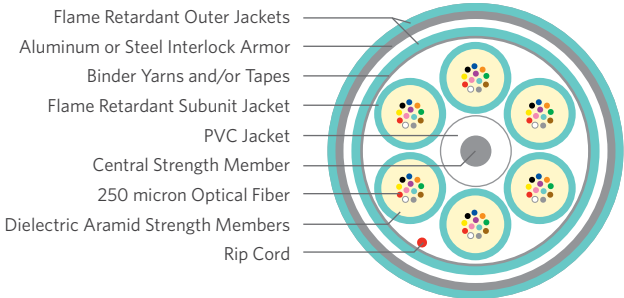 Flame Retardant Outer Jackets
Aluminum or Steel Interlock Armor
Binder Yarns and/or Tapes
Flame Retardant Subunit Jacket
PVC Jacket
Central Strength Member
250 micron Optical Fiber
Dielectric Aramid Strength Members
Rip Cord